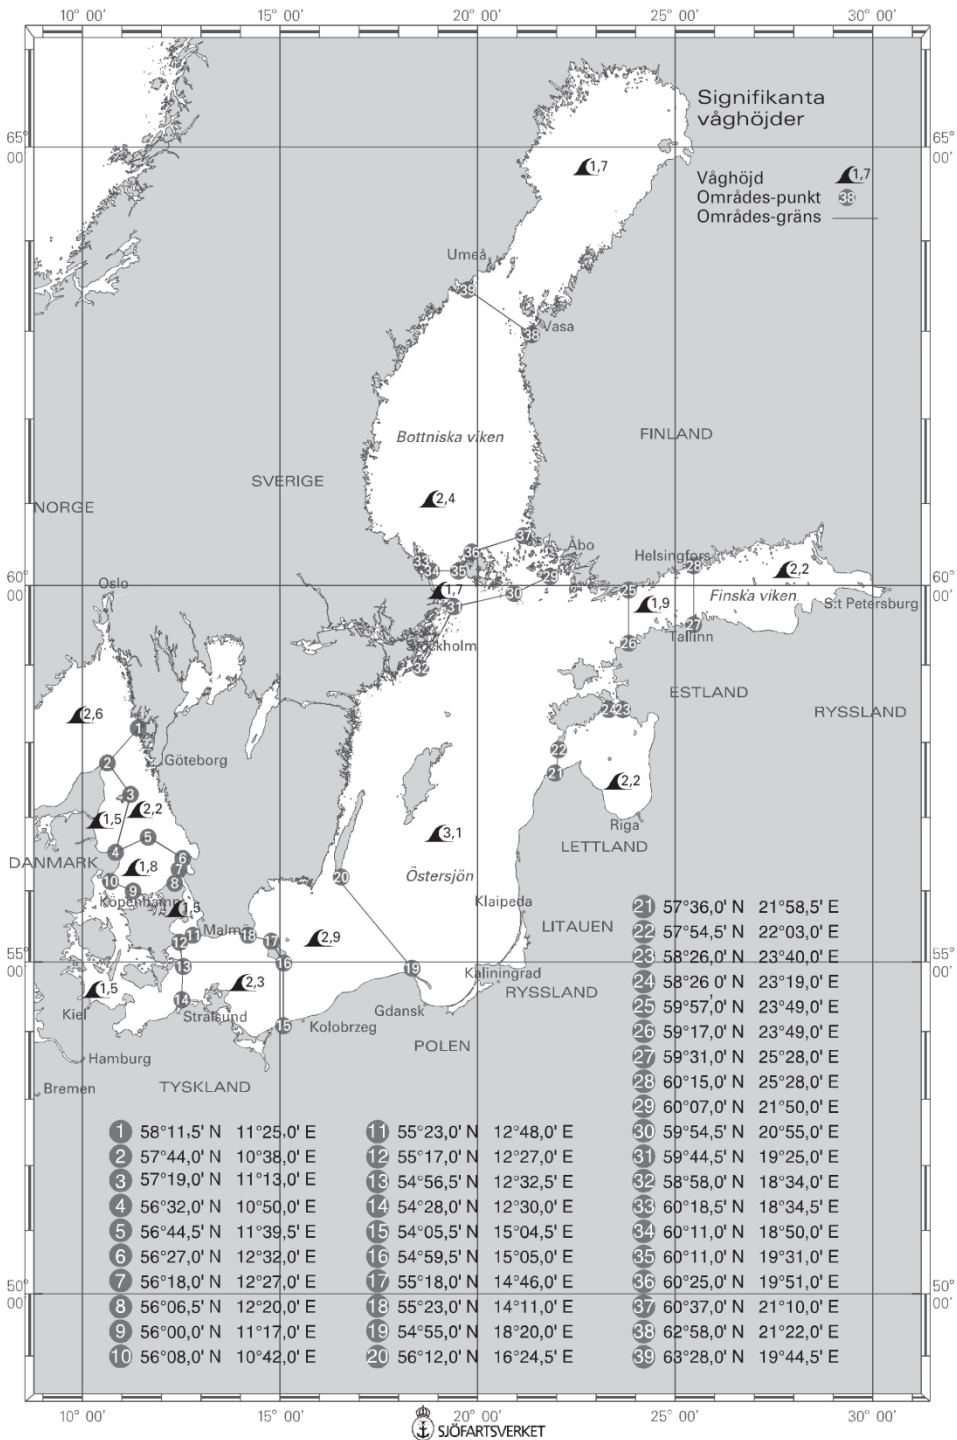 10° 00' 15° 00' 20° 00' 25° 00' 30° 00'
Signifikanta
våghöjder
65° 00' 65° 00'
1,7
Våghöjd 1,7
Områdes-punkt 38
Områdes-gräns
Umeå
39
38 Vasa
Bottniska viken
FINLAND
SVERIGE
2,4
NORGE
37
36 Åbo
33 34 35 Helsingfors 28 2,2
29
60° 00' 60° 00'
Oslo
1,7 30 25 Finska viken
31 1,9 S:t Petersburg
27
Stockholm 26 Tallinn
32
ESTLAND
2,6 24 23 RYSSLAND
1
Göteborg 22
2 21
2,2
3
2,2
1,5 Riga
5 3,1
4 LETTLAND
DANMARK 6
1,8 7
10 8 20 Östersjön
9
Köpenhamn Klaipeda
1,5
Malmö LITAUEN
12 11 18 17 2,9
55° 00' 55° 00'
13 16 19 Kaliningrad
1,5 2,3 RYSSLAND
14
Kiel Stralsund Gdansk
15 Kolobrzeg
POLEN
Hamburg
TYSKLAND
Bremen
21 57°36,0' N 21°58,5' E
22 57°54,5' N 22°03,0' E
23 58°26,0' N 23°40,0' E
24 58°26 0' N 23°19,0' E
25 59°57,0' N 23°49,0' E
26 59°17,0' N 23°49,0' E
27 59°31,0' N 25°28,0' E
28 60°15,0' N 25°28,0' E
29 60°07,0' N 21°50,0' E
30 59°54,5' N 20°55,0' E
31 59°44,5' N 19°25,0' E
32 58°58,0' N 18°34,0' E
33 60°18,5' N 18°34,5' E
34 60°11,0' N 18°50,0' E
35 60°11,0' N 19°31,0' E
36 60°25,0' N 19°51,0' E
37 60°37,0' N 21°10,0' E
38 62°58,0' N 21°22,0' E
39 63°28,0' N 19°44,5' E
1 58°11,5' N 11°25,0' E
2 57°44,0' N 10°38,0' E
3 57°19,0' N 11°13,0' E
4 56°32,0' N 10°50,0' E
5 56°44,5' N 11°39,5' E
6 56°27,0' N 12°32,0' E
7 56°18,0' N 12°27,0' E
8 56°06,5' N 12°20,0' E
9 56°00,0' N 11°17,0' E
10 56°08,0' N 10°42,0' E
11 55°23,0' N 12°48,0' E
12 55°17,0' N 12°27,0' E
13 54°56,5' N 12°32,5' E
14 54°28,0' N 12°30,0' E
15 54°05,5' N 15°04,5' E
16 54°59,5' N 15°05,0' E
17 55°18,0' N 14°46,0' E
18 55°23,0' N 14°11,0' E
19 54°55,0' N 18°20,0' E
20 56°12,0' N 16°24,5' E
50° 00' 50° 00'
10° 00' 15° 00' 20° 00' 25° 00' 30° 00'
SJÖFARTSVERKET